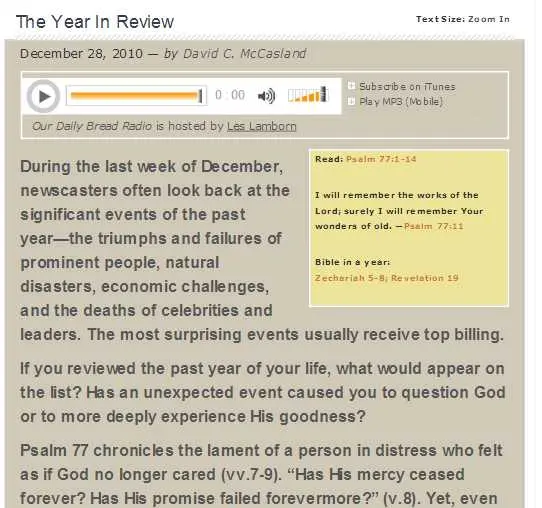 The Year In Review
Text Size: Zoom In
December 28, 2010 — by David C. McCasland
0:00
Subscribe on iTunes
Play MP3 (Mobile)
Our Daily Bread Radio is hosted by Les Lamborn
During the last week of December,
newscasters often look back at the
significant events of the past
year—the triumphs and failures of
prominent people, natural
disasters, economic challenges,
and the deaths of celebrities and
leaders. The most surprising events usually receive top billing.
Read: Psalm 77:1-14
I will remember the works of the
Lord; surely I will remember Your
wonders of old. —Psalm 77:11
Bible in a year:
Zechariah 5-8; Revelation 19
If you reviewed the past year of your life, what would appear on
the list? Has an unexpected event caused you to question God
or to more deeply experience His goodness?
Psalm 77 chronicles the lament of a person in distress who felt
as if God no longer cared (vv.7-9). “Has His mercy ceased
forever? Has His promise failed forevermore?” (v.8). Yet, even